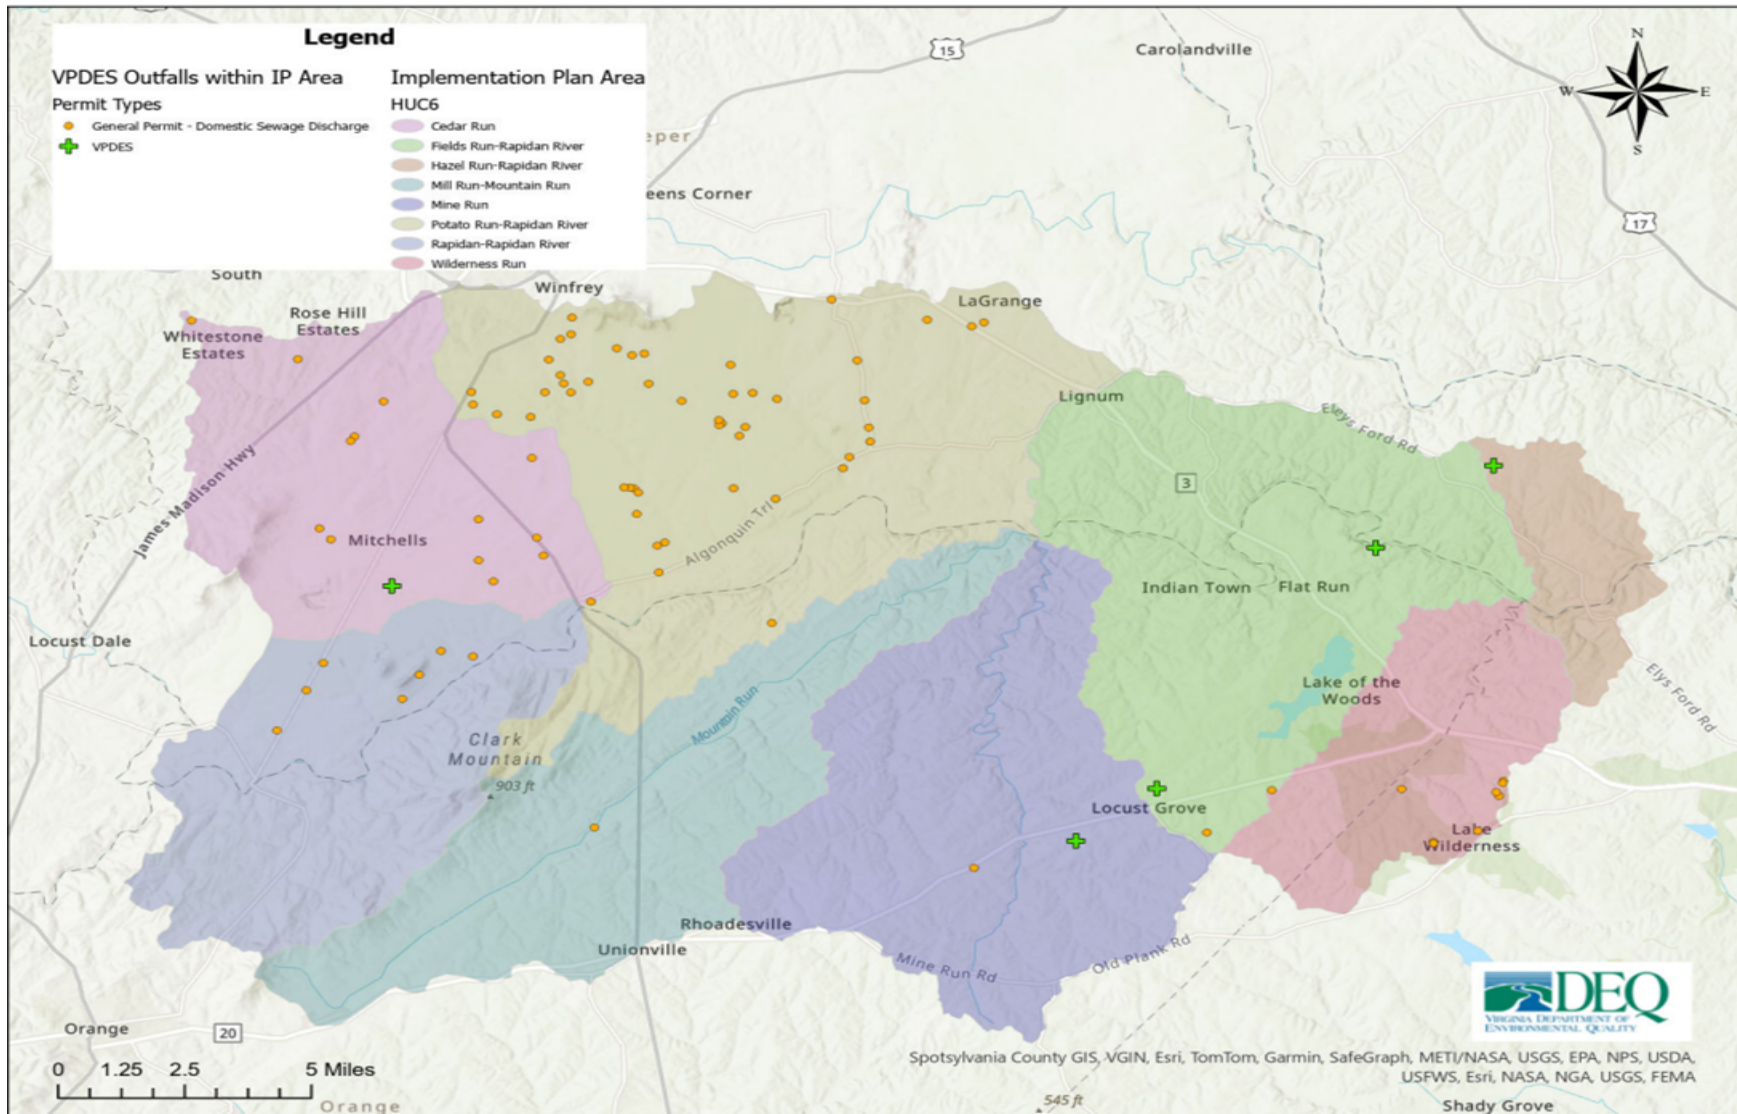 Legend
VPDES Outfalls within IP Area
Permit Types
General Permit - Domestic Sewage Discharge
VPDES
Implementation Plan Area
HUC6
Cedar Run
Fields Run-Rapidan River
Hazel Run-Rapidan River
Mill Run-Mountain Run
Mine Run
Potato Run-Rapidan River
Rapidan-Rapidan River
Wilderness Run
15
Carolandville
N
W
E
S
eper
eens Corner
17
South
Winfrey
LaGrange
Rose Hill
Estates
Whitestone
Estates
Lignum
Eleys Ford Rd
James Madison Hwy
3
Mitchells
Algonquin Trl
Indian Town
Flat Run
Locust Dale
Lake of the
Woods
Elys Ford Rd
Mountain Run
Clark
Mountain
903 ft
Locust Grove
Lake
Wilderness
Rhoadesville
Unionville
Mine Run Rd
Old Plank Rd
Orange
20
DEQ
VIRGINIA DEPARTMENT OF
ENVIRONMENTAL QUALITY
0 1.25 2.5 5 Miles
Spotsylvania County GIS, VGIN, Esri, TomTom, Garmin, SafeGraph, METI/NASA, USGS, EPA, NPS, USDA,
USFWS, Esri, NASA, NGA, USGS, FEMA
Orange
545 ft
Shady Grove